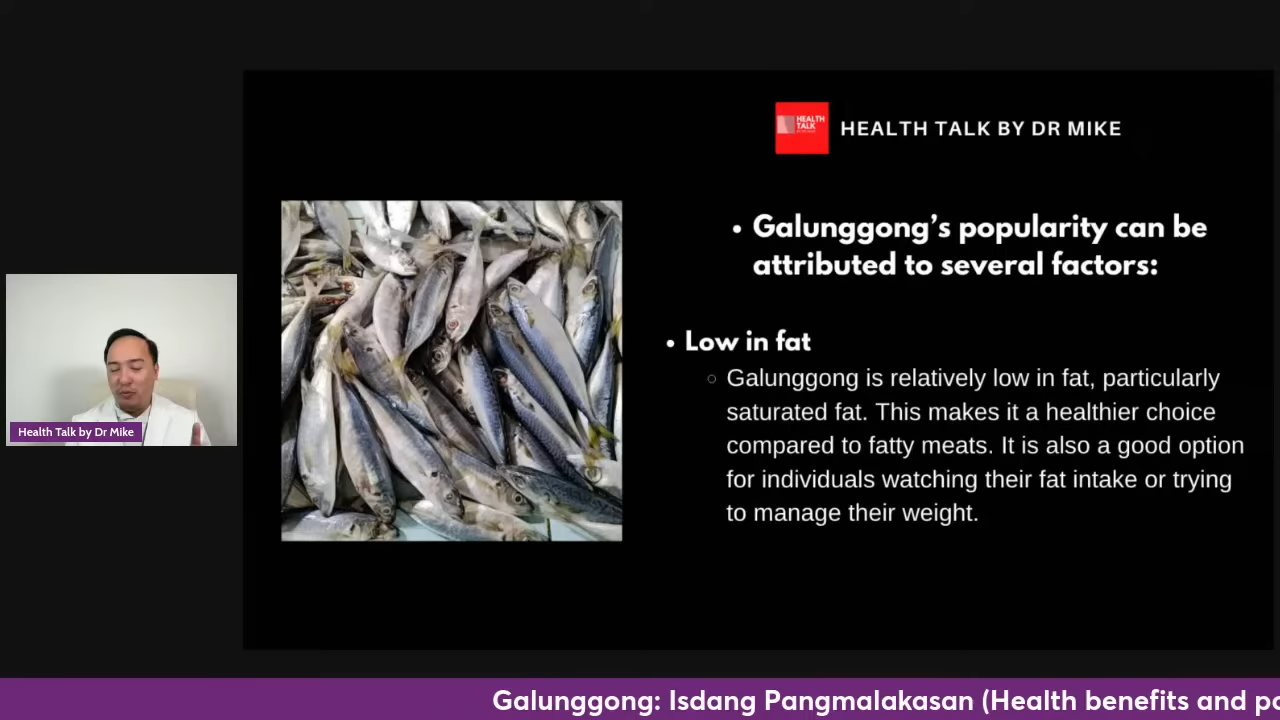 HEALTH
TALK
HEALTH TALK BY DR MIKE
• Galunggong’s popularity can be
attributed to several factors:
• Low in fat
○ Galunggong is relatively low in fat, particularly
saturated fat. This makes it a healthier choice
compared to fatty meats. It is also a good option
for individuals watching their fat intake or trying
to manage their weight.
Health Talk by Dr Mike
Galunggong: Isdang Pangmalakasan (Health benefits and